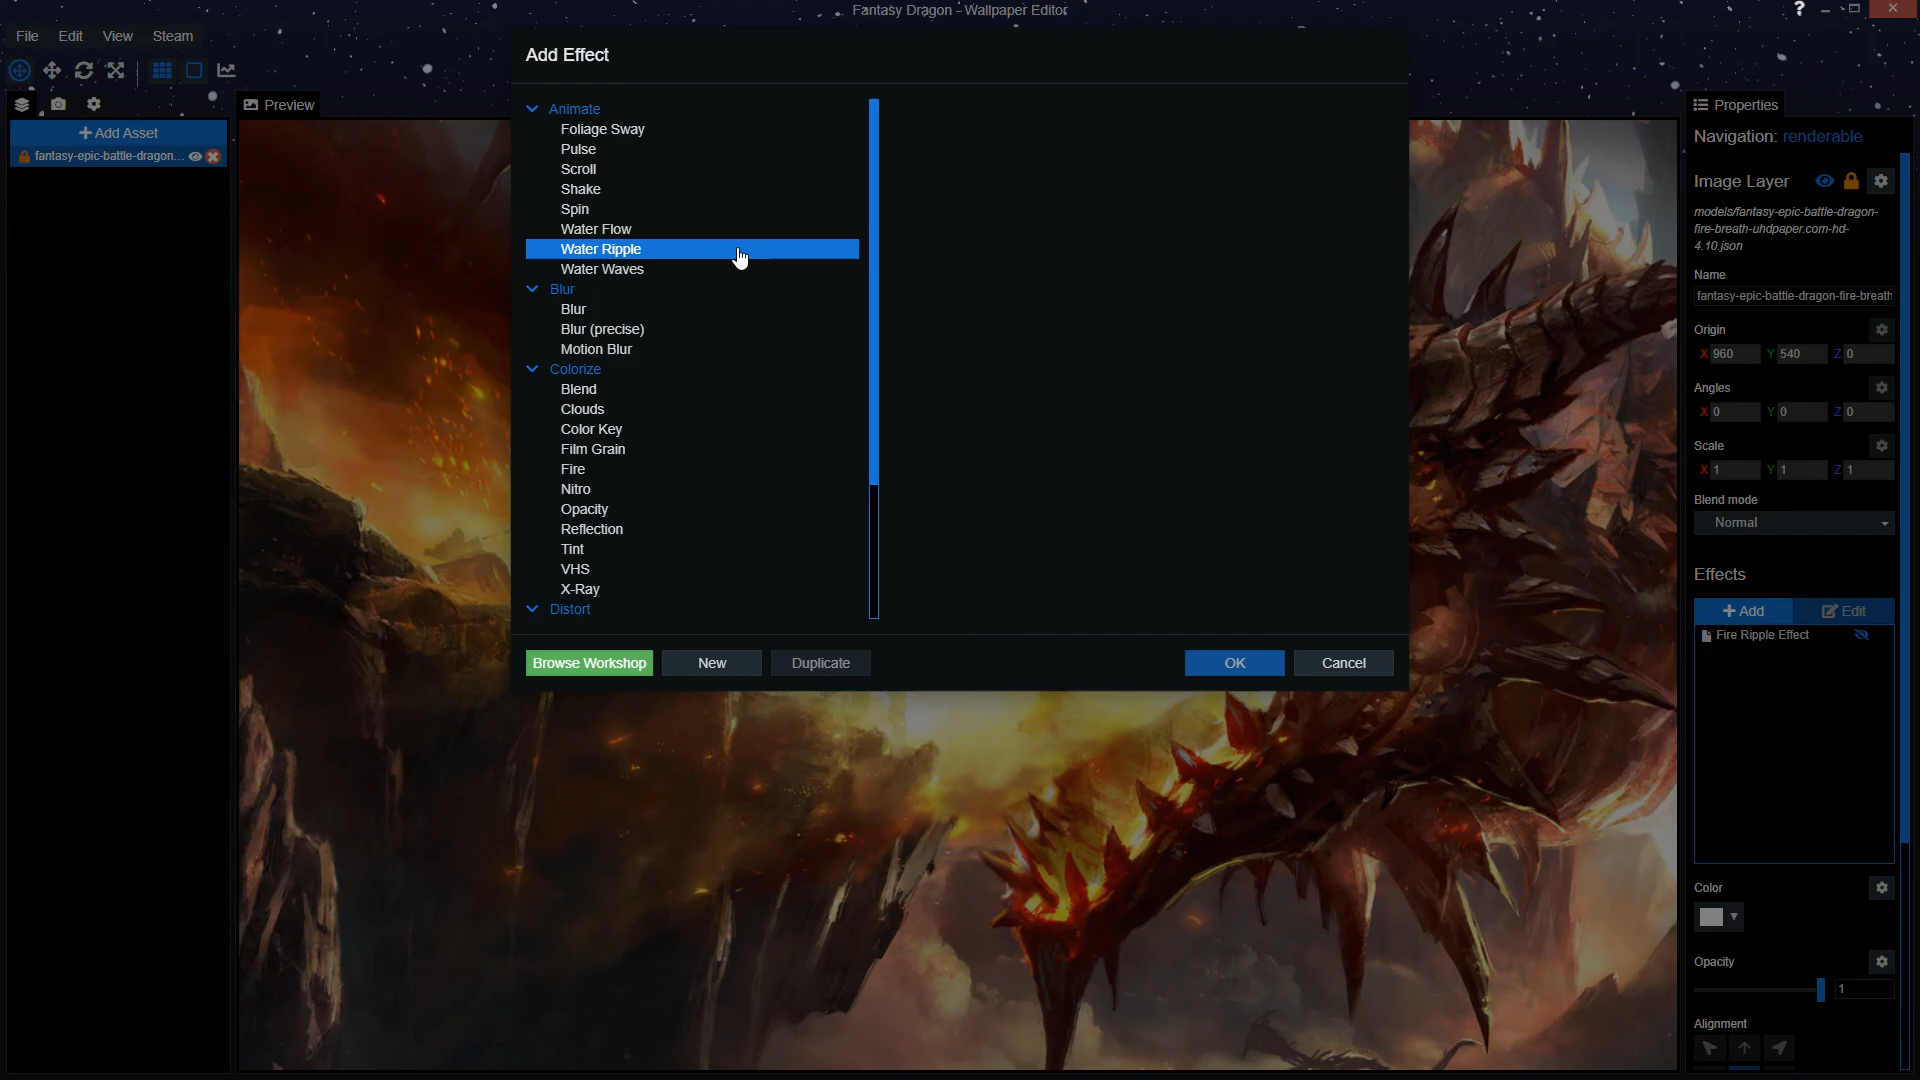 Fantasy Dragon - Wallpaper Editor
?
File Edit View Steam
Add Effect
Preview
Properties
+ Add Asset
fantasy-epic-battle-dragon...
Animate
Foliage Sway
Pulse
Scroll
Shake
Spin
Water Flow
Water Ripple
Water Waves
Blur
Blur
Blur (precise)
Motion Blur
Colorize
Blend
Clouds
Color Key
Film Grain
Fire
Nitro
Opacity
Reflection
Tint
VHS
X-Ray
Distort
Browse Workshop New Duplicate OK Cancel
Navigation: renderable
Image Layer
models/fantasy-epic-battle-dragon-
fire-breath-uhdpaper.com-hd-
4.10.json
Name
fantasy-epic-battle-dragon-fire-breath
Origin
X 960 Y 540 Z 0
Angles
X 0 Y 0 Z 0
Scale
X 1 Y 1 Z 1
Blend mode
Normal
Effects
+ Add Edit
Fire Ripple Effect
Color
Opacity
1
Alignment